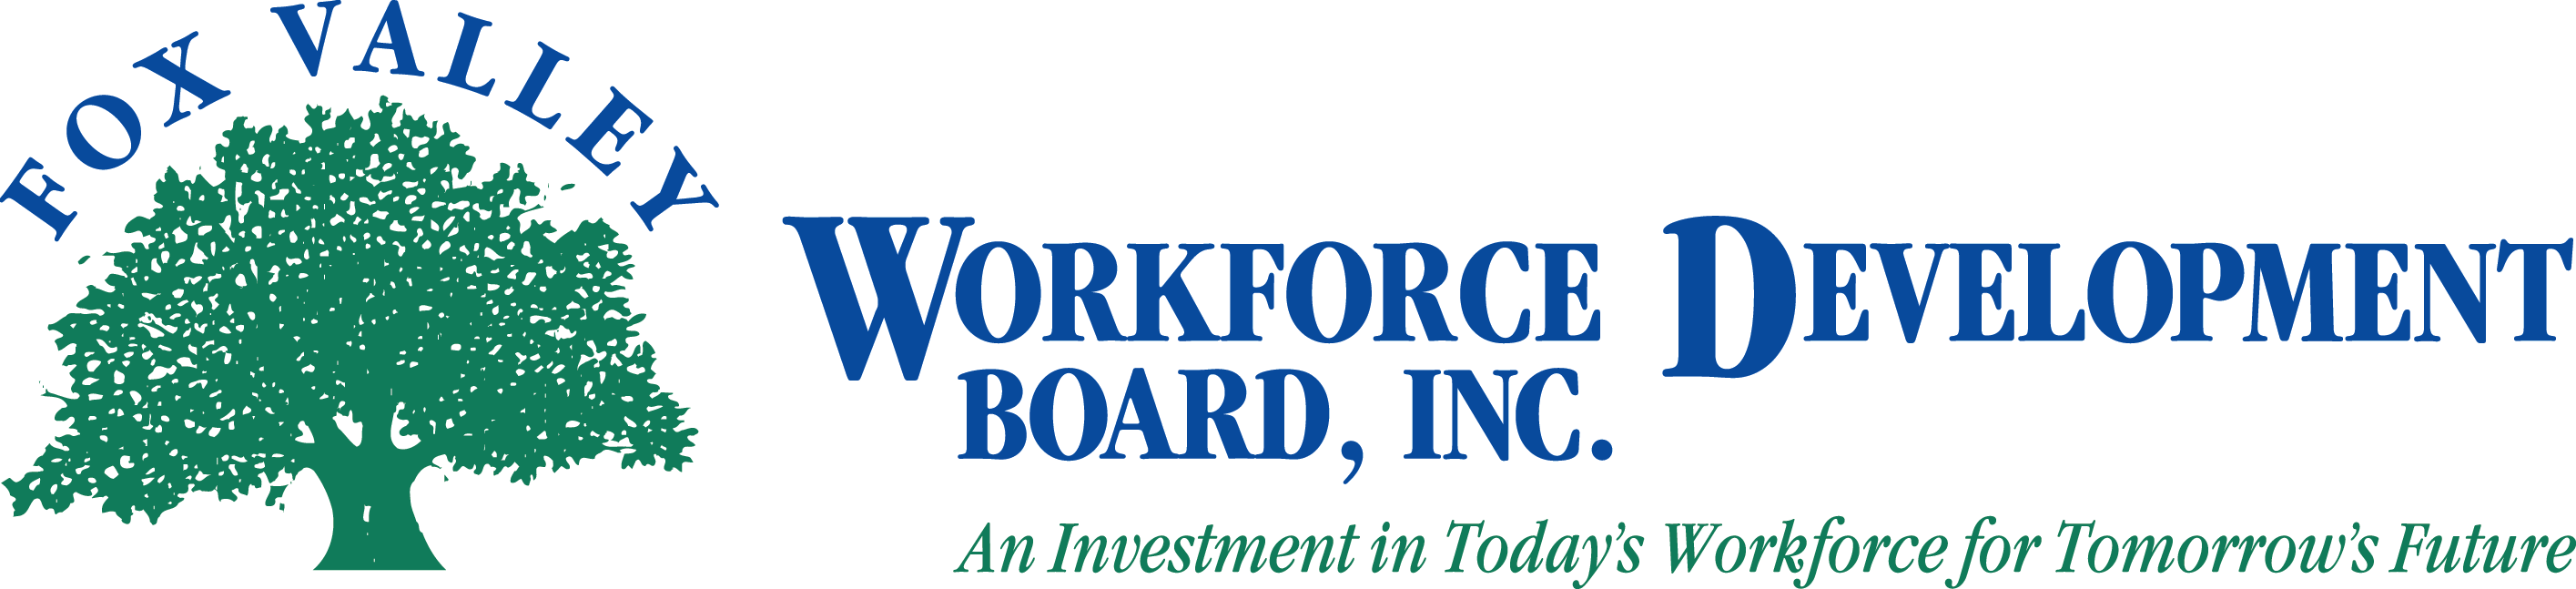 FOX VALLEY
WORKFORCE DEVELOPMENT
BOARD, INC.
An Investment in Today's Workforce for Tomorrow's Future